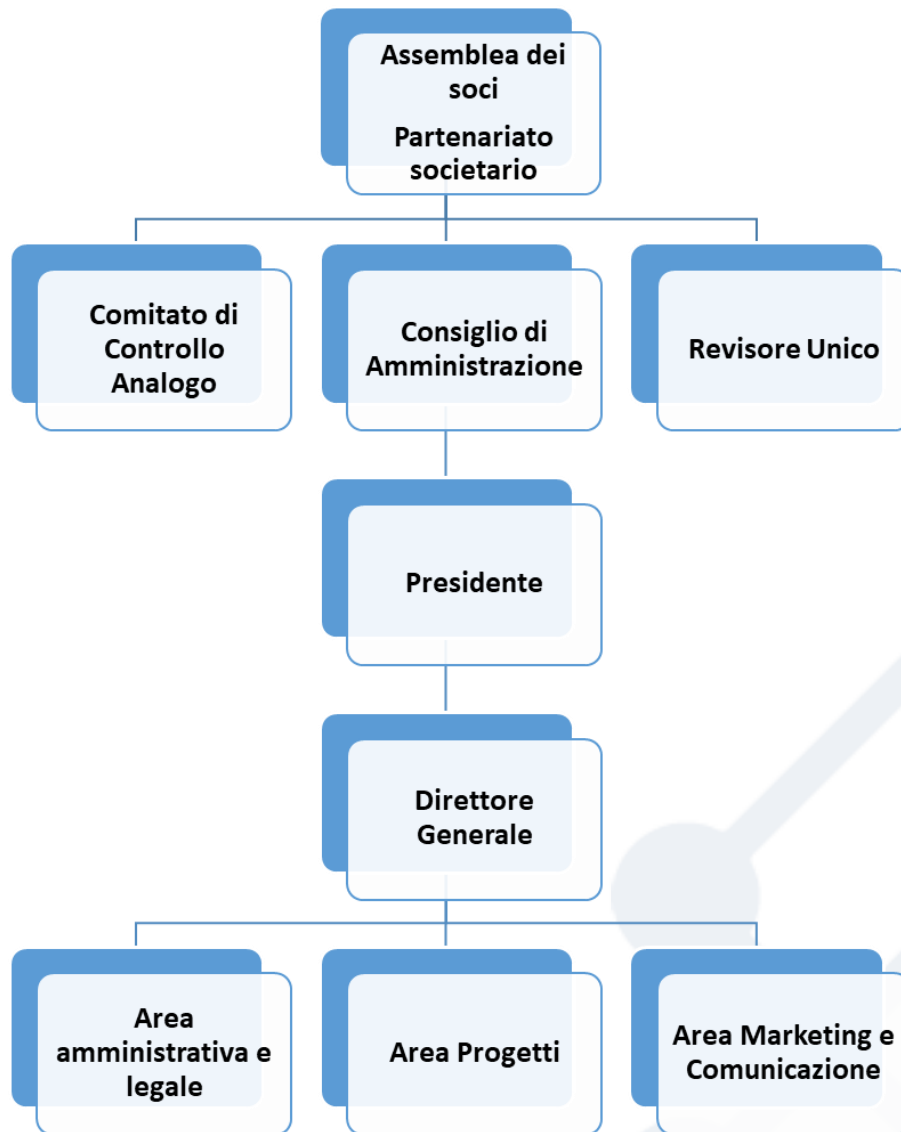 Assemblea dei
soci
Partenariato
societario
Comitato di
Controllo
Analogo
Consiglio di
Amministrazione
Revisore Unico
Presidente
Direttore
Generale
Area
amministrativa e
legale
Area Progetti
Area Marketing e
Comunicazione